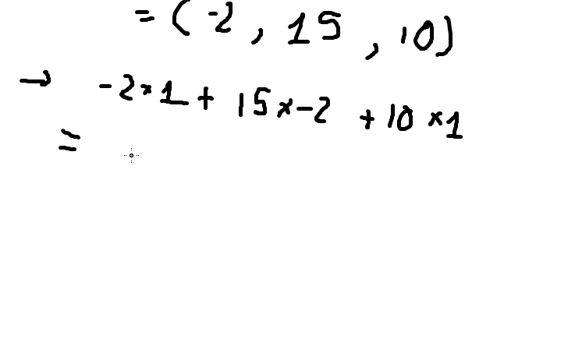 = (-2, 15, 10)
→ -2×1 + 15×-2 + 10×1
=